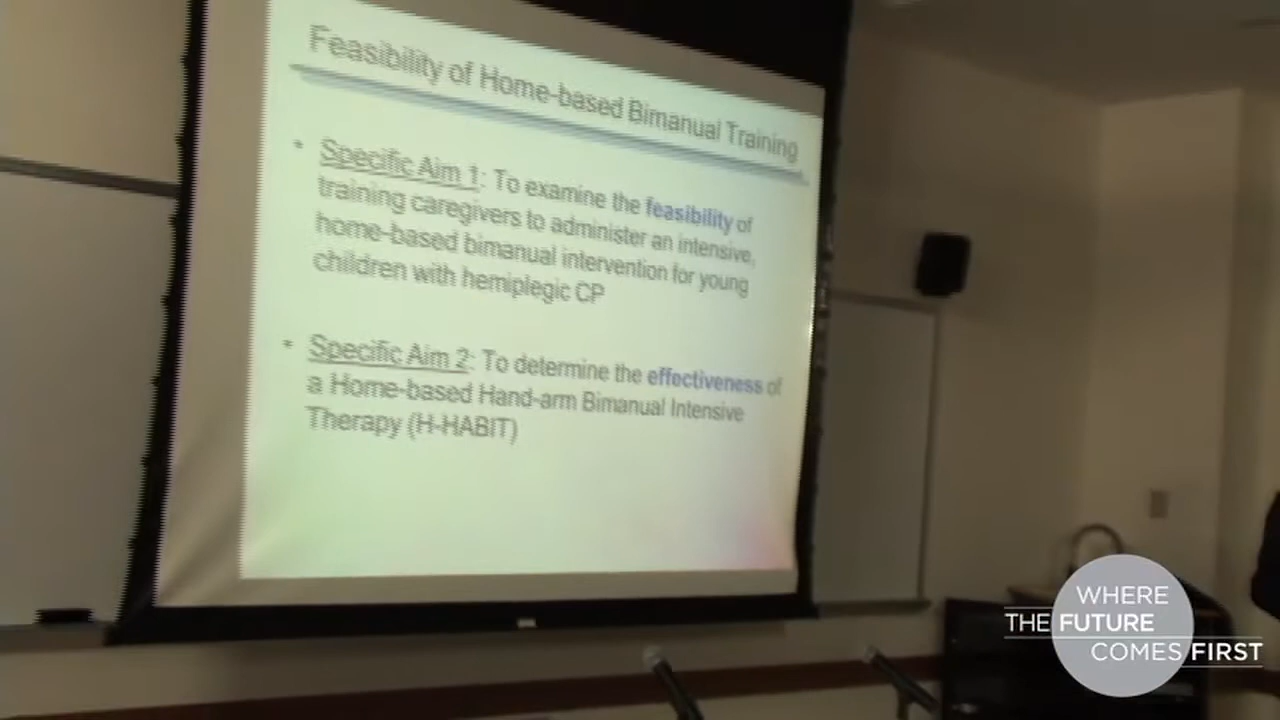 Feasibility of Home-based Bimanual Training
• Specific Aim 1: To examine the feasibility of
training caregivers to administer an intensive,
home-based bimanual intervention for young
children with hemiplegic CP
• Specific Aim 2: To determine the effectiveness of
a Home-based Hand-arm Bimanual Intensive
Therapy (H-HABIT)
WHERE
THE FUTURE
COMES FIRST